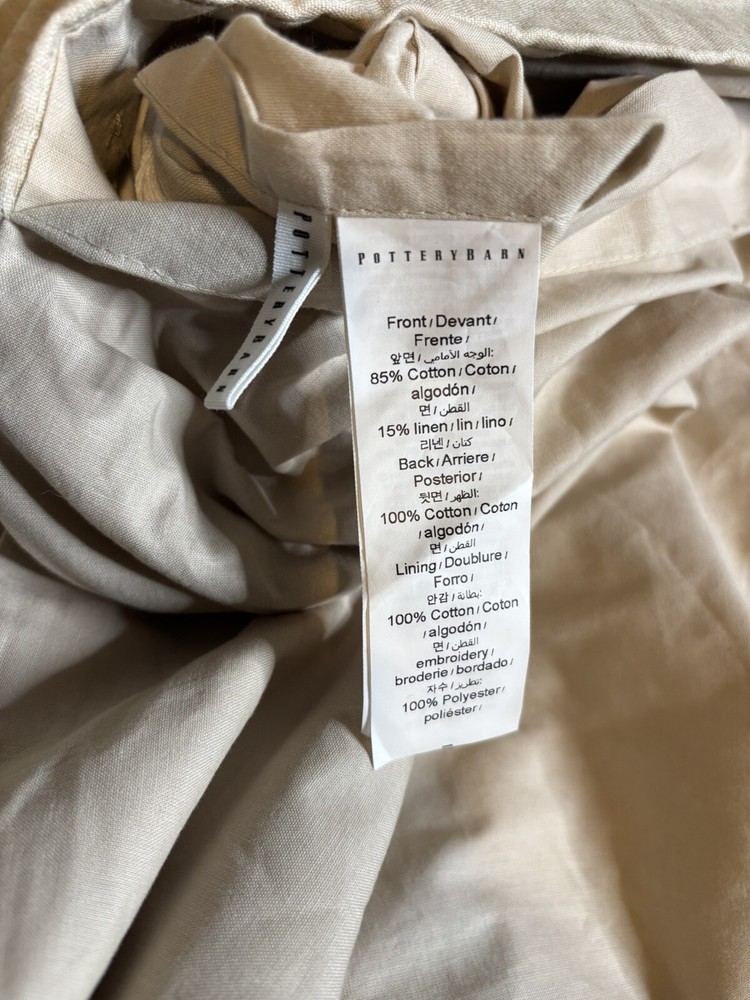 POTTERYBARN
POTTERYBARN
Front / Devant /
Frente /
앞면 / الوجه الأمامي:
85% Cotton / Coton /
algodón /
면 / القطن
15% linen / lin / lino /
리넨 / كتان
Back / Arriere /
Posterior /
뒷면 / الظهر:
100% Cotton / Coton
/ algodón /
면 / القطن
Lining / Doublure /
Forro /
안감 / بطانة:
100% Cotton / Coton
/ algodón /
면 / القطن
embroidery /
broderie / bordado /
자수 / تطريز:
100% Polyester /
poliéster /